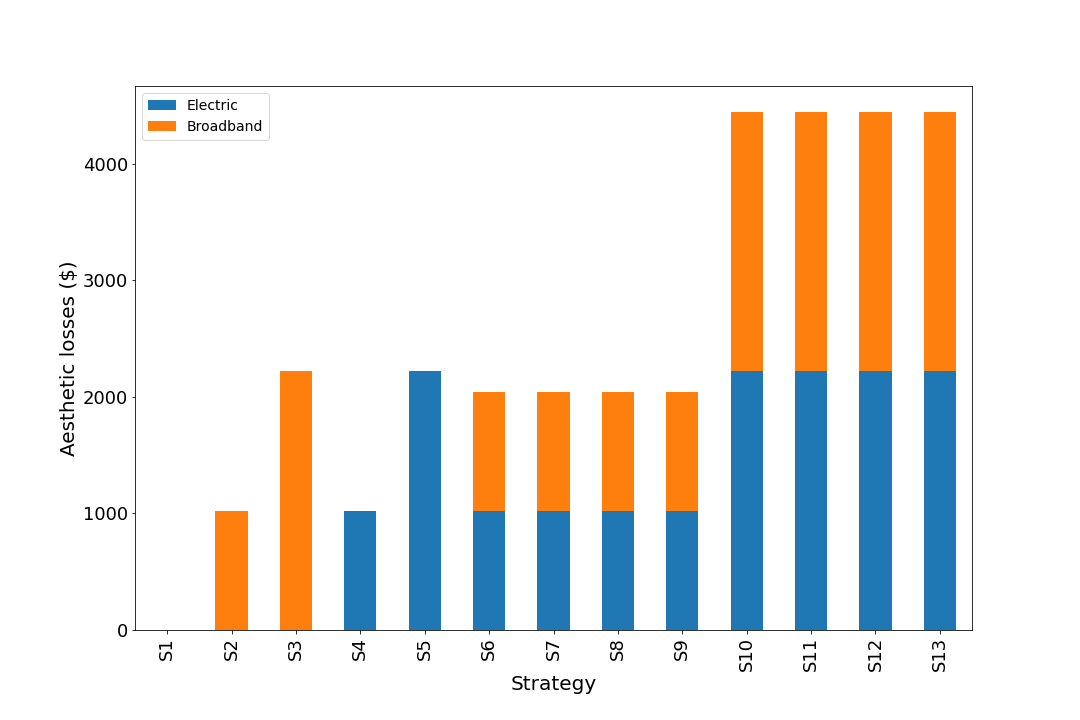 Electric
Broadband
Aesthetic losses ($)
4000
3000
2000
1000
0
S1 S2 S3 S4 S5 S6 S7 S8 S9 S10 S11 S12 S13
Strategy